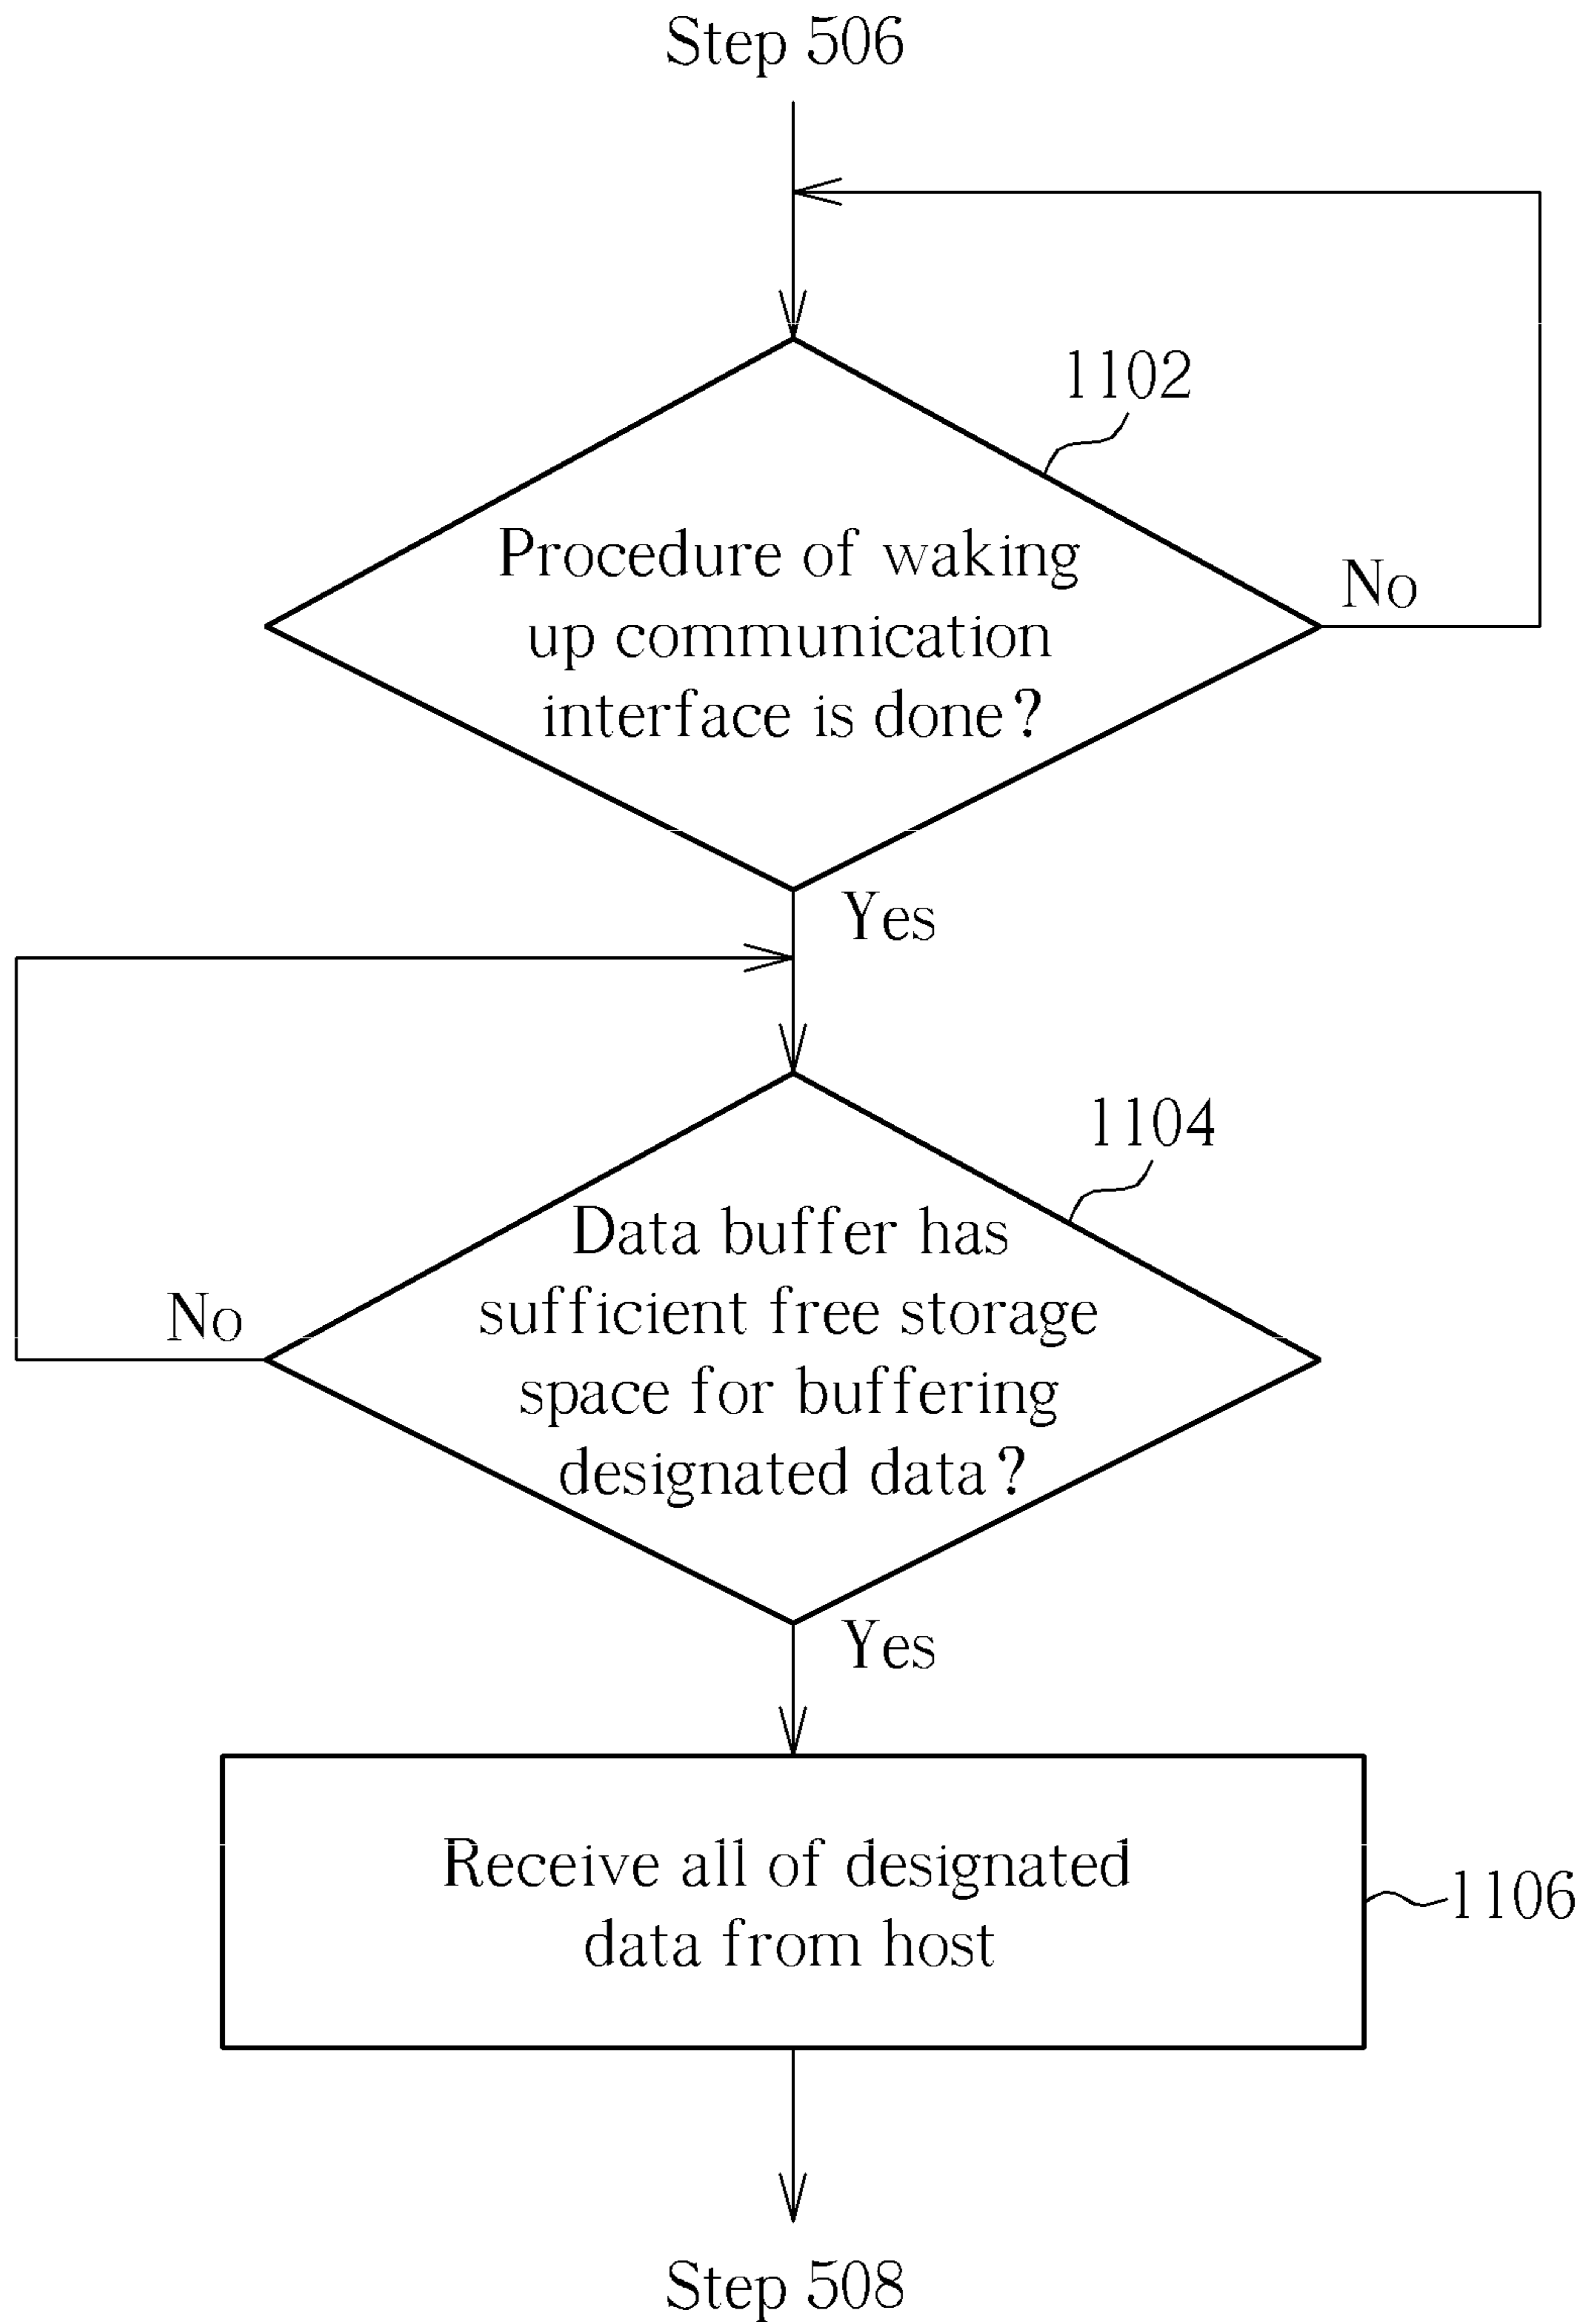 Step 506
1102
Procedure of waking
up communication
interface is done?
No
Yes
1104
Data buffer has
sufficient free storage
space for buffering
designated data?
No
Yes
Receive all of designated
data from host
1106
Step 508